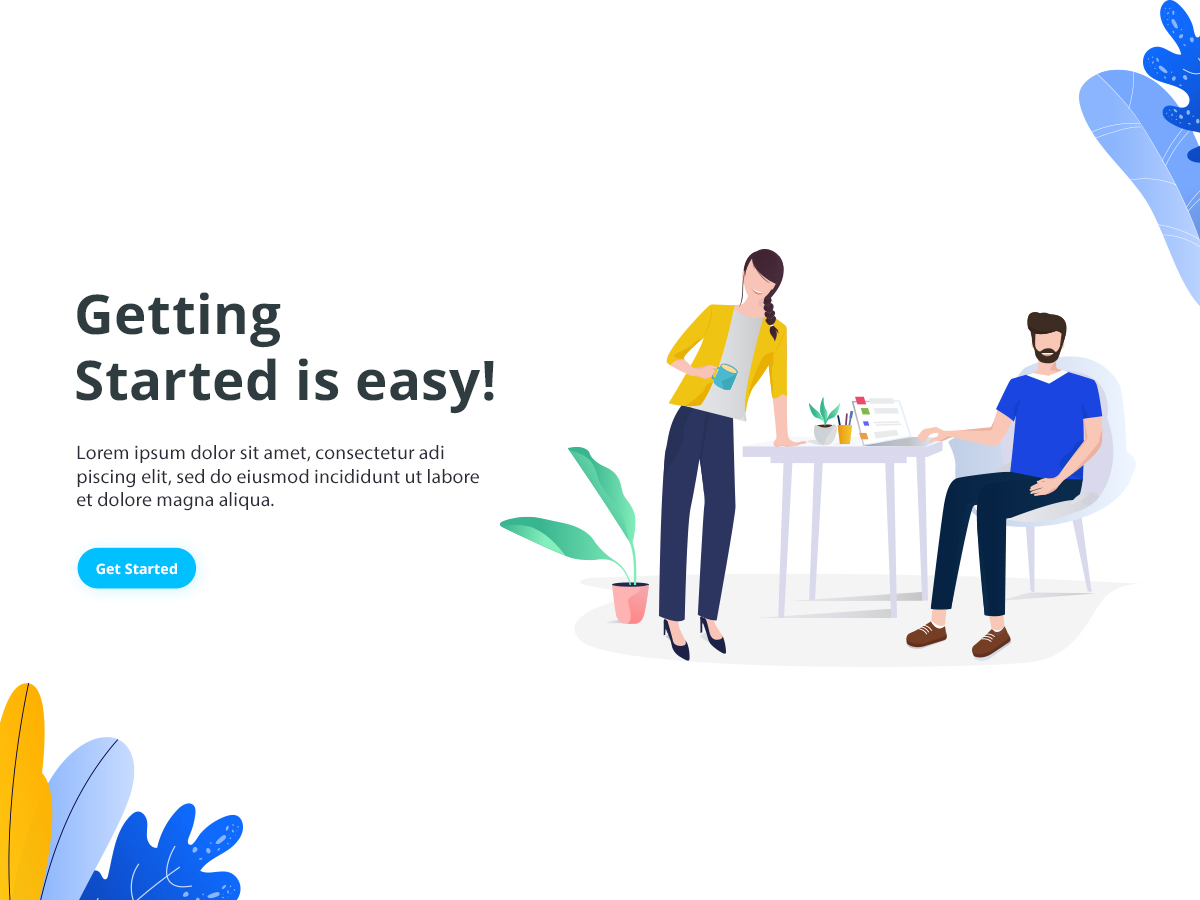 Getting
Started is easy!
Lorem ipsum dolor sit amet, consectetur adi
piscing elit, sed do eiusmod incididunt ut labore
et dolore magna aliqua.
Get Started